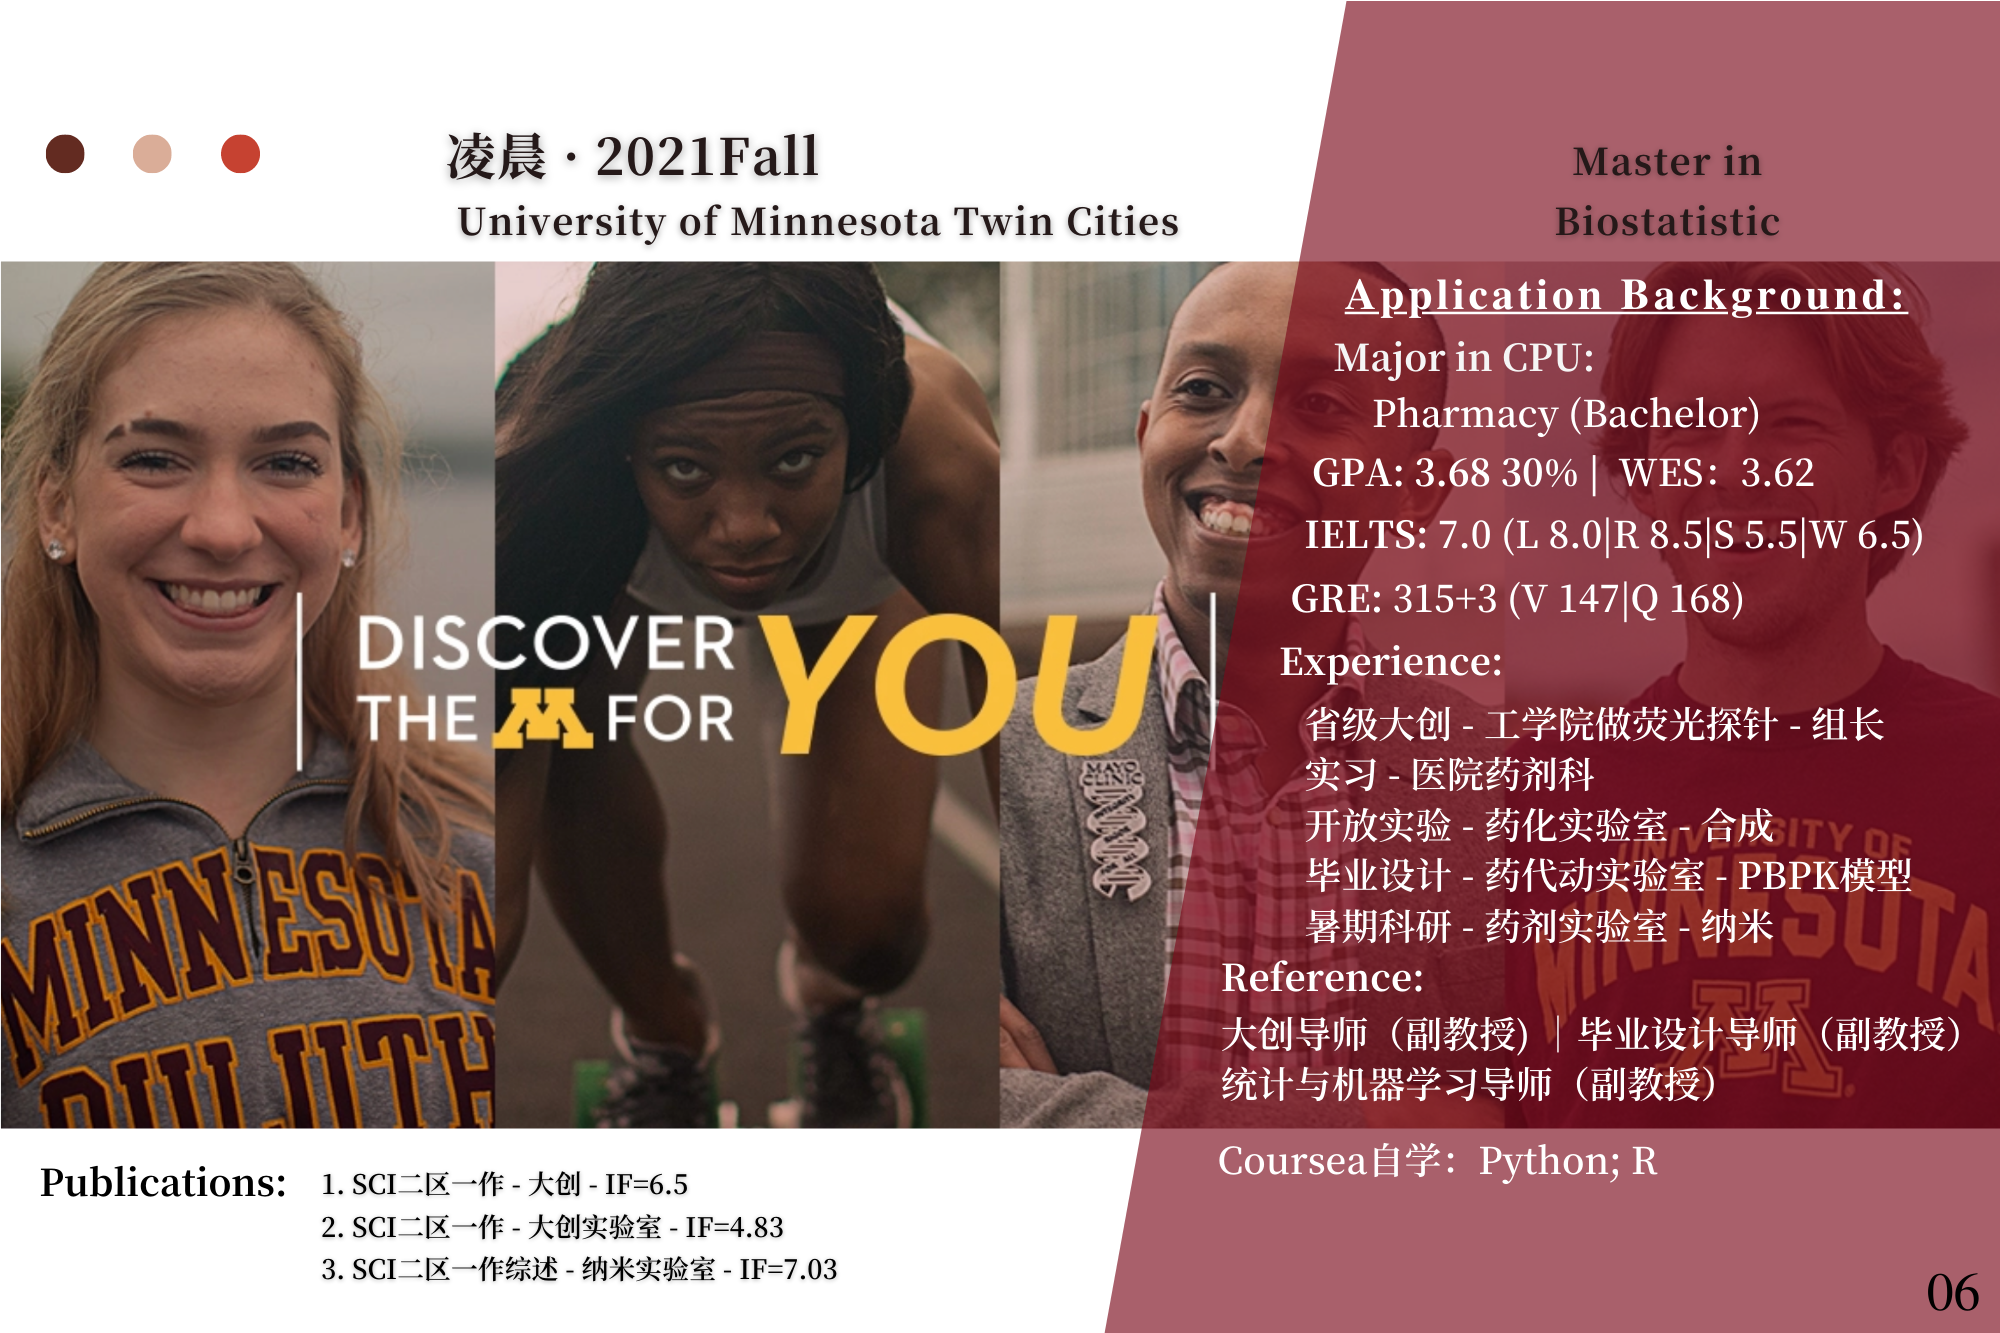 凌晨 · 2021Fall
University of Minnesota Twin Cities
Master in
Biostatistic
Application Background:
Major in CPU:
Pharmacy (Bachelor)
GPA: 3.68 30% | WES：3.62
IELTS: 7.0 (L 8.0|R 8.5|S 5.5|W 6.5)
GRE: 315+3 (V 147|Q 168)
Experience:
省级大创 - 工学院做荧光探针 - 组长
实习 - 医院药剂科
开放实验 - 药化实验室 - 合成
毕业设计 - 药代动实验室 - PBPK模型
暑期科研 - 药剂实验室 - 纳米
Reference:
大创导师（副教授)｜毕业设计导师（副教授）
统计与机器学习导师（副教授）
Coursea自学：Python; R
DISCOVER
THE M FOR
YOU
MINNESOTA
DULUTH
MAYO
CLINIC
UNIVERSITY OF
MINNESOTA
M
Publications:
1. SCI二区一作 - 大创 - IF=6.5
2. SCI二区一作 - 大创实验室 - IF=4.83
3. SCI二区一作综述 - 纳米实验室 - IF=7.03
06